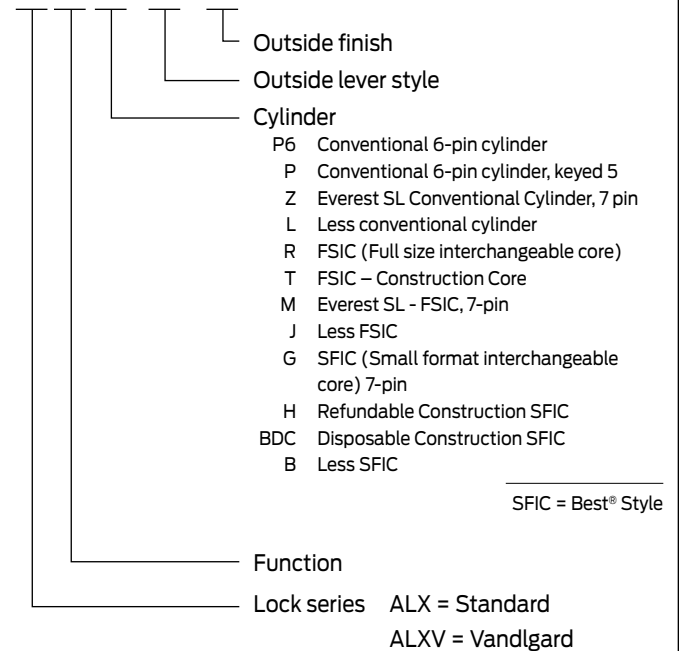 Outside finish
Outside lever style
Cylinder
P6 Conventional 6-pin cylinder
P Conventional 6-pin cylinder, keyed 5
Z Everest SL Conventional Cylinder, 7 pin
L Less conventional cylinder
R FSIC (Full size interchangeable core)
T FSIC – Construction Core
M Everest SL - FSIC, 7-pin
J Less FSIC
G SFIC (Small format interchangeable
core) 7-pin
H Refundable Construction SFIC
BDC Disposable Construction SFIC
B Less SFIC
SFIC = Best® Style
Function
Lock series ALX = Standard
ALXV = Vandlgard